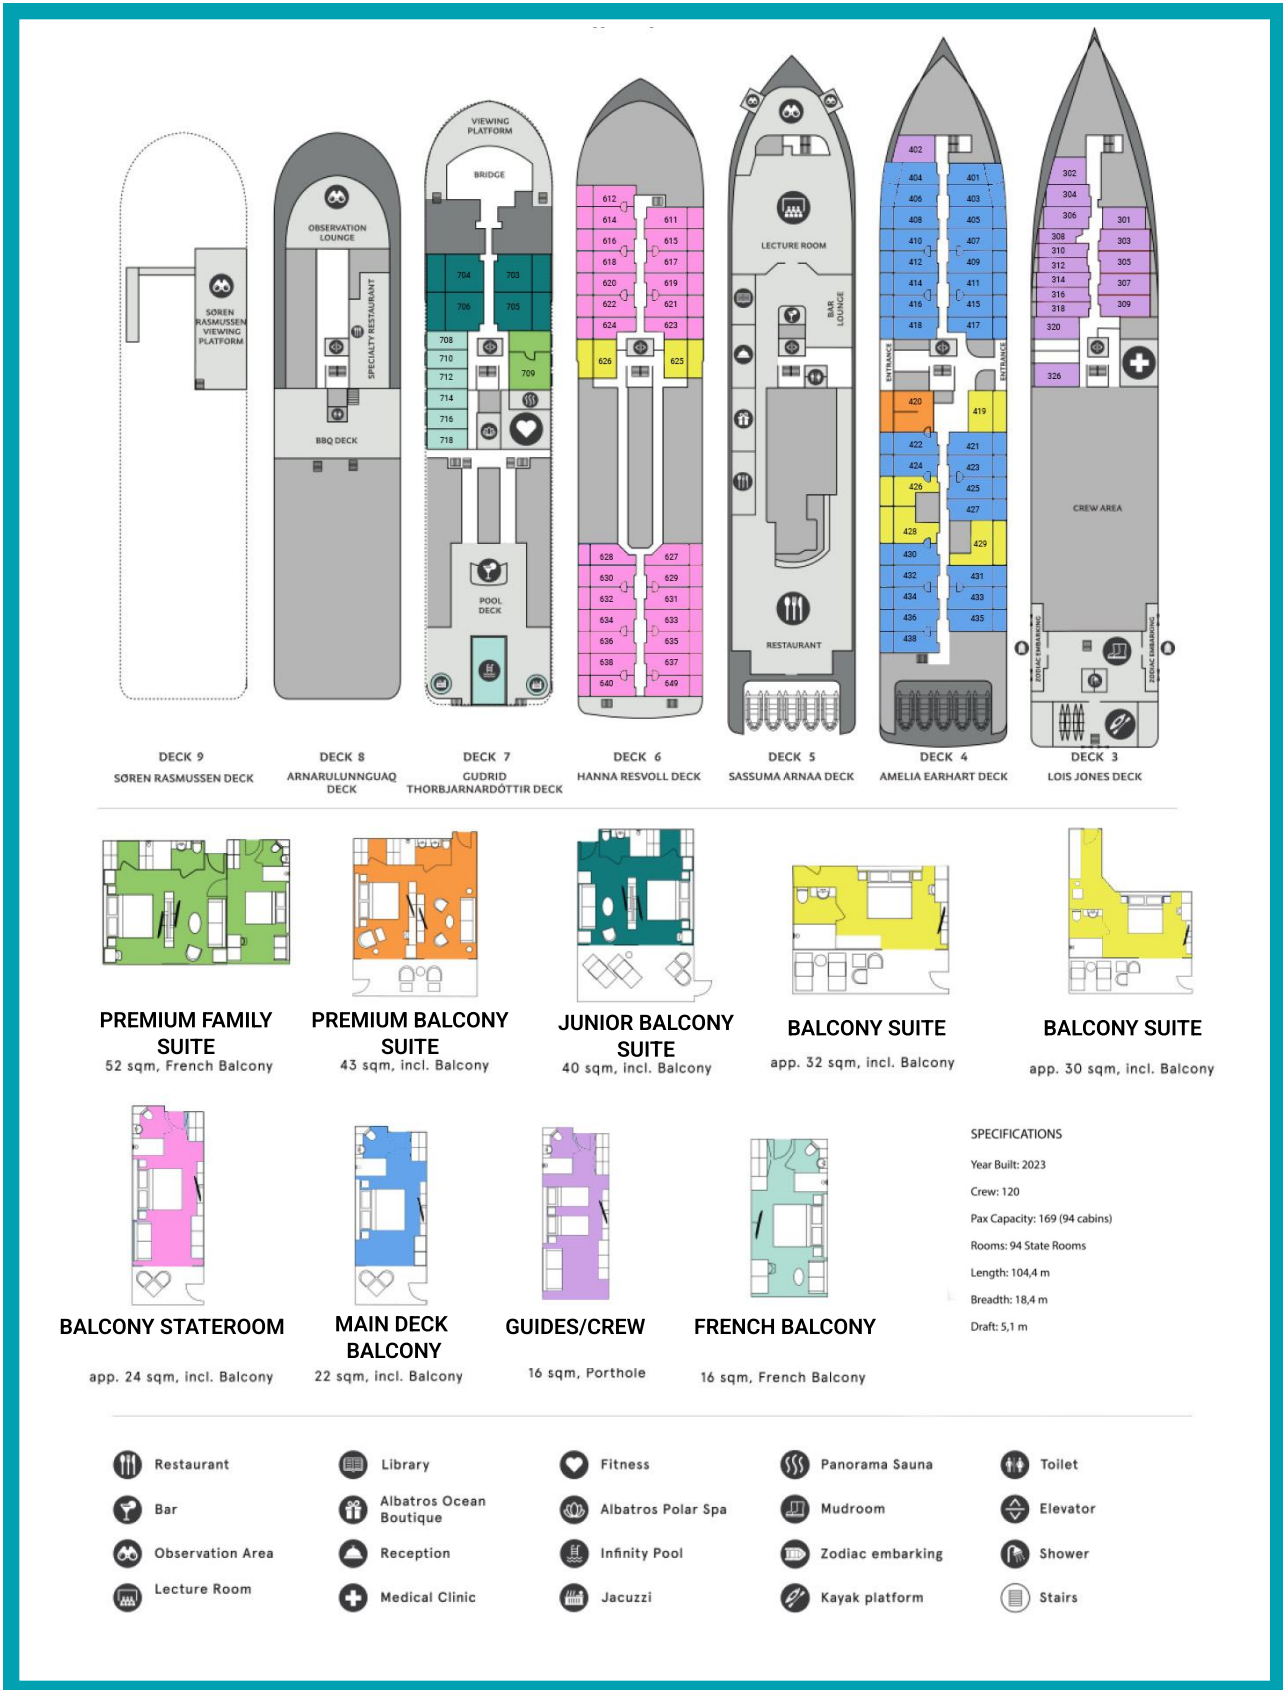 VIEWING
PLATFORM
BRIDGE
OBSERVATION
LOUNGE
SPECIALTY RESTAURANT
BBQ DECK
SØREN
RASMUSSEN
VIEWING
PLATFORM
704 703
706 705
708
710
712
709
714
716
718
POOL
DECK
612
614 611
616 615
618 617
620 619
622 621
624 623
626 625
628 627
630 629
632 631
634 633
636 635
638 637
640 649
LECTURE ROOM
BAR
LOUNGE
RESTAURANT
402
404 401
406 403
408 405
410 407
412 409
414 411
416 415
418 417
ENTRANCE
ENTRANCE
420 419
422 421
424 423
426 425
427
428
429
430
432 431
434 433
436 435
438
302
304
306 301
308
310 303
312 305
314
316 307
318 309
320
326
CREW AREA
ZODIAC EMBARKING
ZODIAC EMBARKING
DECK 9
SØREN RASMUSSEN DECK
DECK 8
ARNARULUNNGUAQ
DECK
DECK 7
GUDRID
THORBJARNARDÓTTIR DECK
DECK 6
HANNA RESVOLL DECK
DECK 5
SASSUMA ARNAA DECK
DECK 4
AMELIA EARHART DECK
DECK 3
LOIS JONES DECK
PREMIUM FAMILY
SUITE
52 sqm, French Balcony
PREMIUM BALCONY
SUITE
43 sqm, incl. Balcony
JUNIOR BALCONY
SUITE
40 sqm, incl. Balcony
BALCONY SUITE
app. 32 sqm, incl. Balcony
BALCONY SUITE
app. 30 sqm, incl. Balcony
BALCONY STATEROOM
app. 24 sqm, incl. Balcony
MAIN DECK
BALCONY
22 sqm, incl. Balcony
GUIDES/CREW
16 sqm, Porthole
FRENCH BALCONY
16 sqm, French Balcony
SPECIFICATIONS
Year Built: 2023
Crew: 120
Pax Capacity: 169 (94 cabins)
Rooms: 94 State Rooms
Length: 104,4 m
Breadth: 18,4 m
Draft: 5,1 m
Restaurant
Bar
Observation Area
Lecture Room
Library
Albatros Ocean
Boutique
Reception
Medical Clinic
Fitness
Albatros Polar Spa
Infinity Pool
Jacuzzi
Panorama Sauna
Mudroom
Zodiac embarking
Kayak platform
Toilet
Elevator
Shower
Stairs